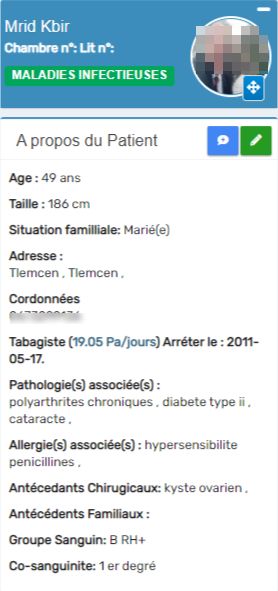 Mrid Kbir
Chambre n°: Lit n°:
MALADIES INFECTIEUSES
A propos du Patient
Age : 49 ans
Taille : 186 cm
Situation familliale: Marié(e)
Adresse :
Tlemcen , Tlemcen ,
Cordonnées
Tabagiste (19.05 Pa/jours) Arréter le : 2011-
05-17.
Pathologie(s) associée(s) :
polyarthrites chroniques , diabete type ii ,
cataracte ,
Allergie(s) associée(s) : hypersensibilite
penicillines ,
Antécedants Chirugicaux: kyste ovarien ,
Antécédents Familiaux :
Groupe Sanguin: B RH+
Co-sanguinite: 1 er degré